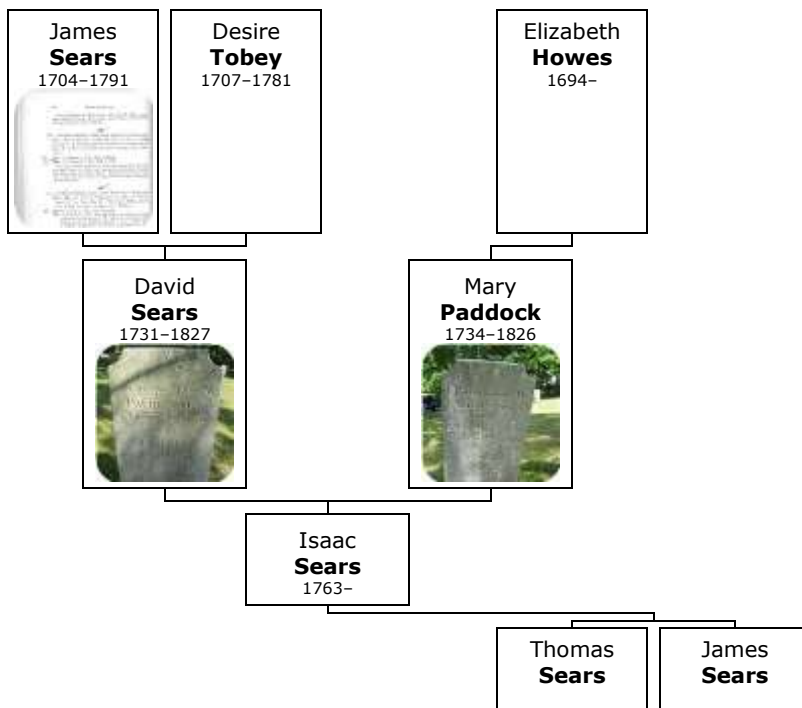 James
Sears
1704–1791
Desire
Tobey
1707–1781
Elizabeth
Howes
1694–
David
Sears
1731–1827
Mary
Paddock
1734–1826
Isaac
Sears
1763–
Thomas
Sears
James
Sears